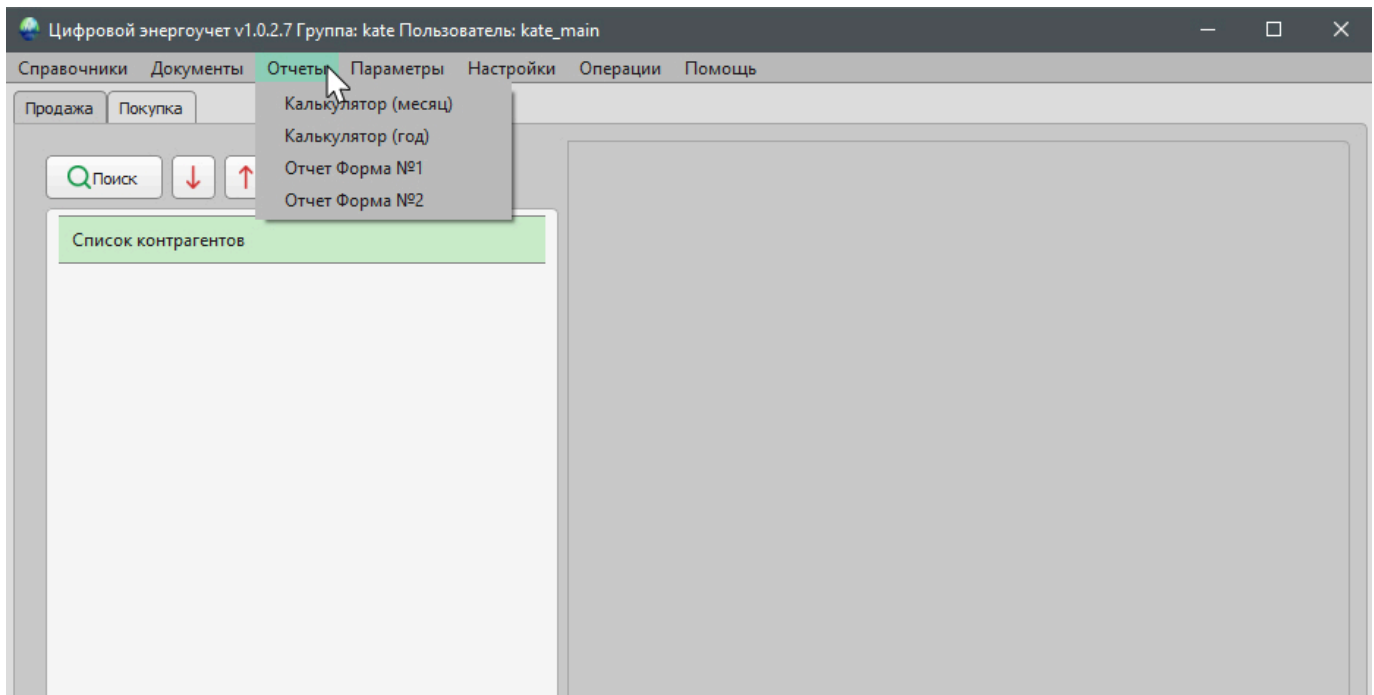 Цифровой энергоучет v1.0.2.7 Группа: kate Пользователь: kate_main
Справочники Документы Отчеты Параметры Настройки Операции Помощь
Продажа Покупка
Калькулятор (месяц)
Калькулятор (год)
Отчет Форма №1
Отчет Форма №2
Поиск
Список контрагентов